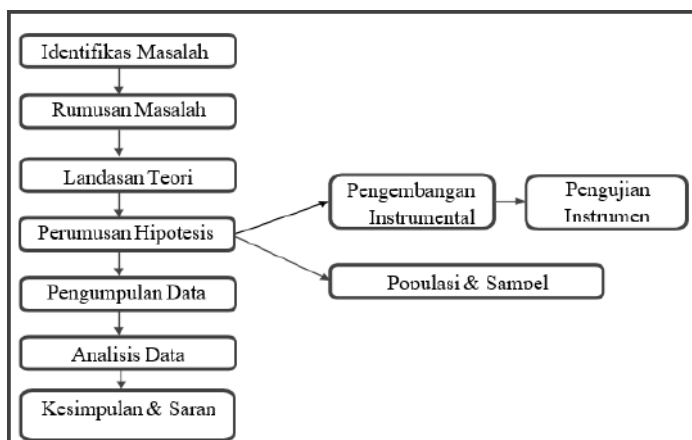 Identifikas Masalah
Rumusan Masalah
Landasan Teori
Perumusan Hipotesis
Pengumpulan Data
Analisis Data
Kesimpulan & Saran
Pengembangan
Instrumental
Pengujian
Instrumen
Populasi & Sampel